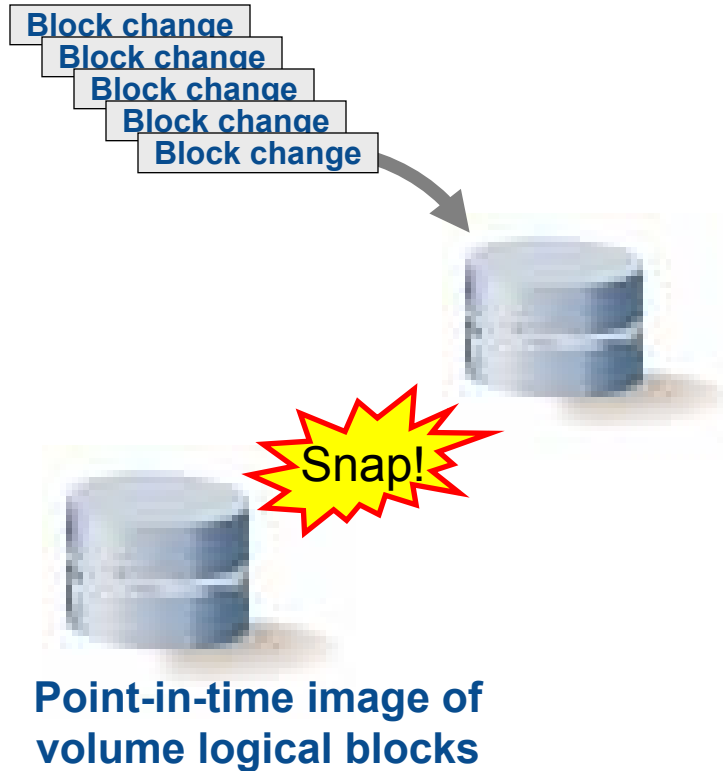 Block change
Block change
Block change
Block change
Block change
Snap!
Point-in-time image of
volume logical blocks